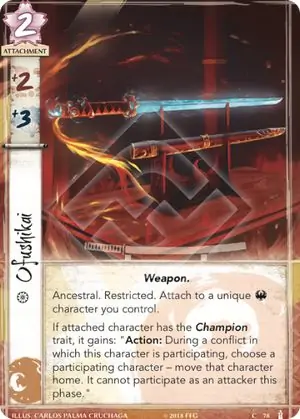 2
ATTACHMENT
+2
+3
Ofushikai
Weapon.
Ancestral. Restricted. Attach to a unique
character you control.
If attached character has the Champion
trait, it gains: "Action: During a conflict in
which this character is participating, choose a
participating character – move that character
home. It cannot participate as an attacker this
phase."
ILLUS. CARLOS PALMA CRUCHAGA
© 2018 FFG
C 78